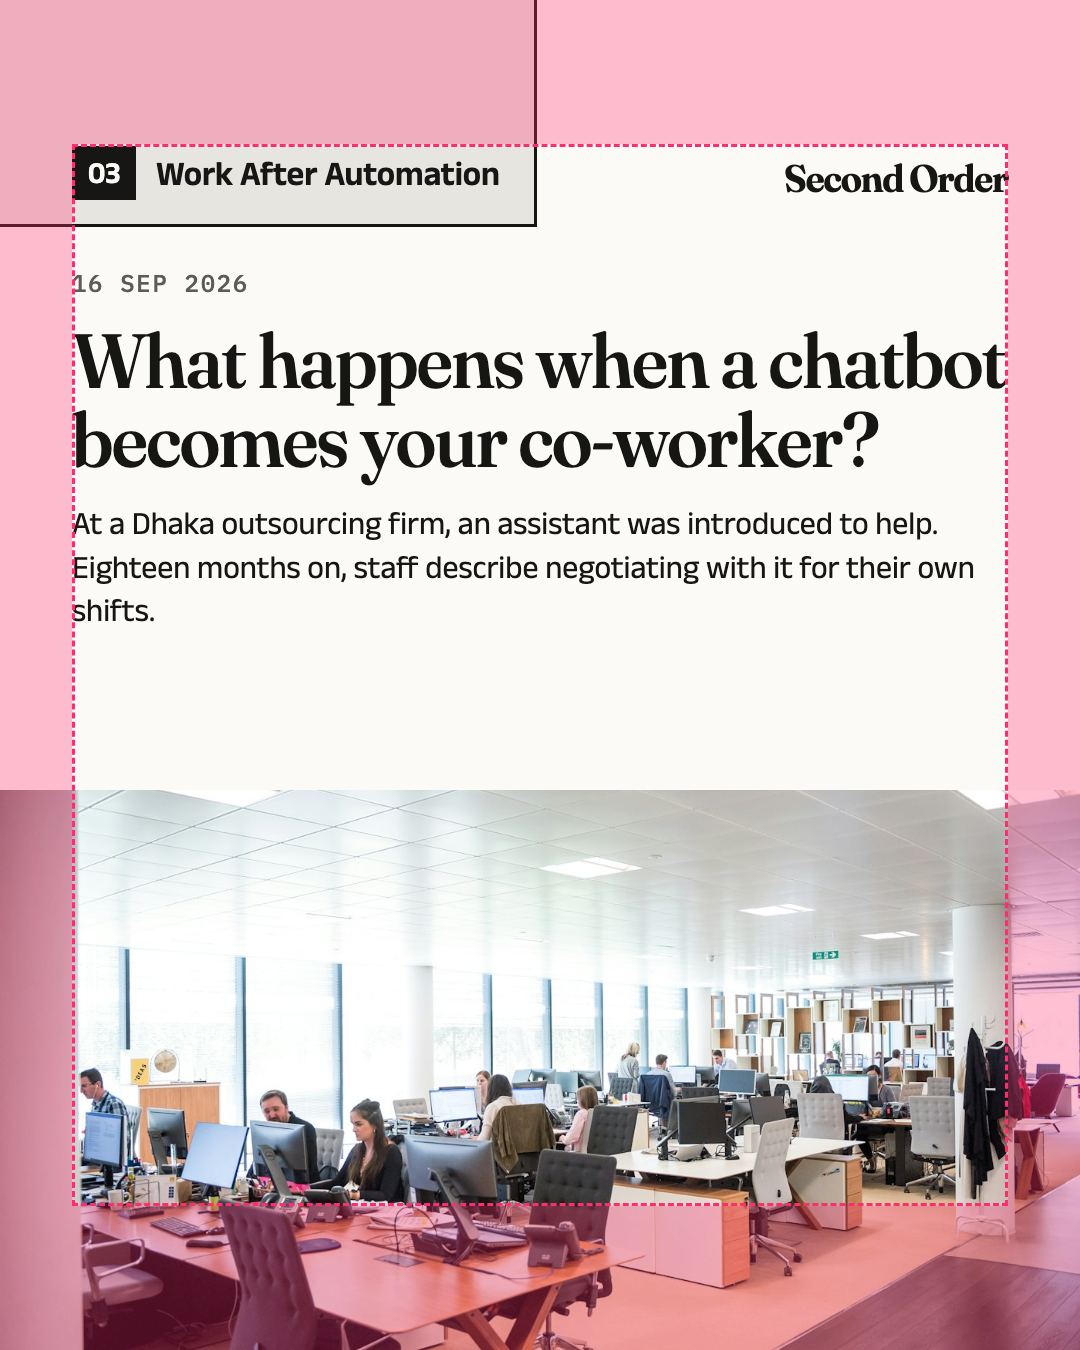 03 Work After Automation
Second Order
16 SEP 2026
What happens when a chatbot
becomes your co-worker?
At a Dhaka outsourcing firm, an assistant was introduced to help.
Eighteen months on, staff describe negotiating with it for their own
shifts.
IDEAS